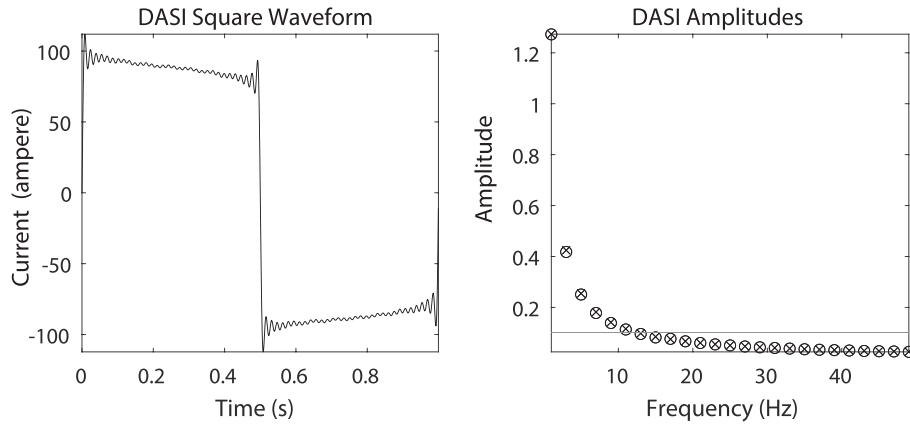 DASI Square Waveform
100
50
0
-50
-100
Current (ampere)
0 0.2 0.4 0.6 0.8
Time (s)
DASI Amplitudes
1.2
1
0.8
0.6
0.4
0.2
Amplitude
10 20 30 40
Frequency (Hz)